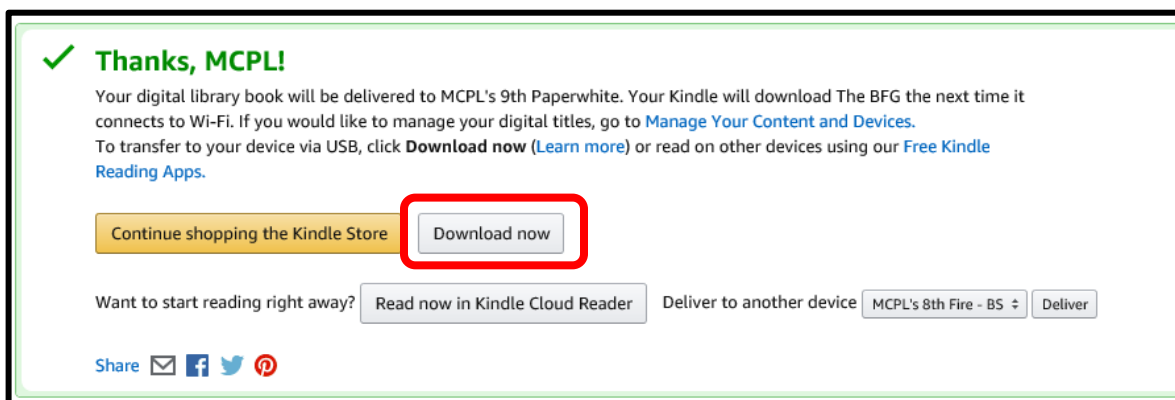 Thanks, MCPL!
Your digital library book will be delivered to MCPL's 9th Paperwhite. Your Kindle will download The BFG the next time it
connects to Wi-Fi. If you would like to manage your digital titles, go to Manage Your Content and Devices.
To transfer to your device via USB, click Download now (Learn more) or read on other devices using our Free Kindle
Reading Apps.
Continue shopping the Kindle Store Download now
Want to start reading right away? Read now in Kindle Cloud Reader Deliver to another device MCPL's 8th Fire - BS Deliver
Share